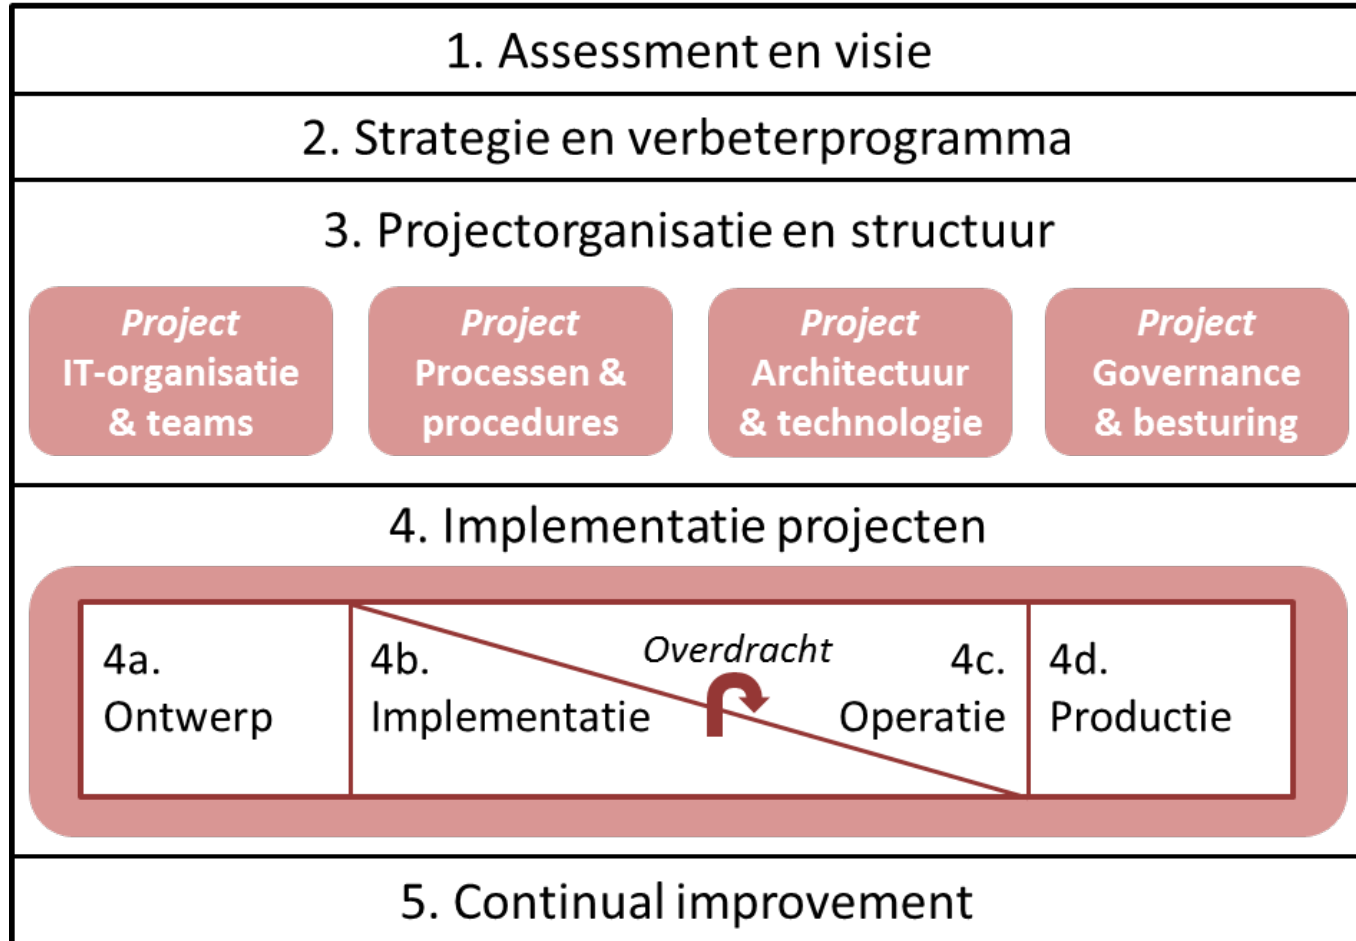 1. Assessment en visie
2. Strategie en verbeterprogramma
3. Projectorganisatie en structuur
Project
IT-organisatie
& teams
Project
Processen &
procedures
Project
Architectuur
& technologie
Project
Governance
& besturing
4. Implementatie projecten
4a.
Ontwerp
4b.
Implementatie
Overdracht
4c.
Operatie
4d.
Productie
5. Continual improvement